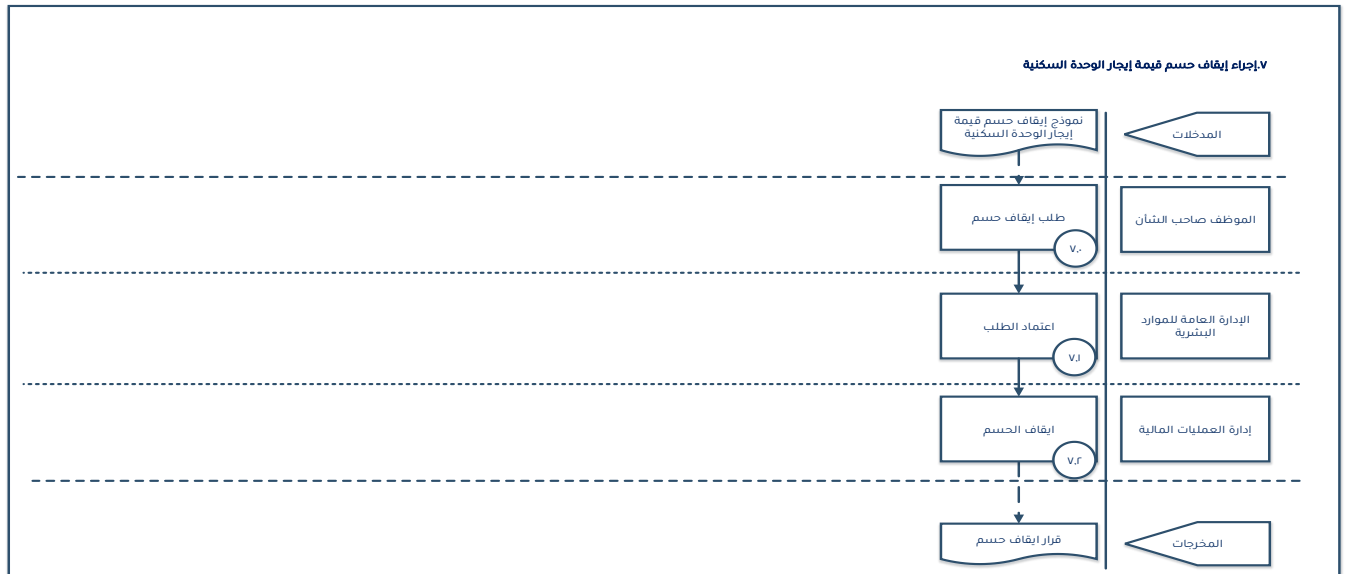 ٧.إجراء إيقاف حسم قيمة إيجار الوحدة السكنية
المدخلات
نموذج إيقاف حسم قيمة
إيجار الوحدة السكنية
الموظف صاحب الشأن
طلب إيقاف حسم
٧.٠
الإدارة العامة للموارد
البشرية
اعتماد الطلب
٧.١
إدارة العمليات المالية
ايقاف الحسم
٧.٢
المخرجات
قرار ايقاف حسم